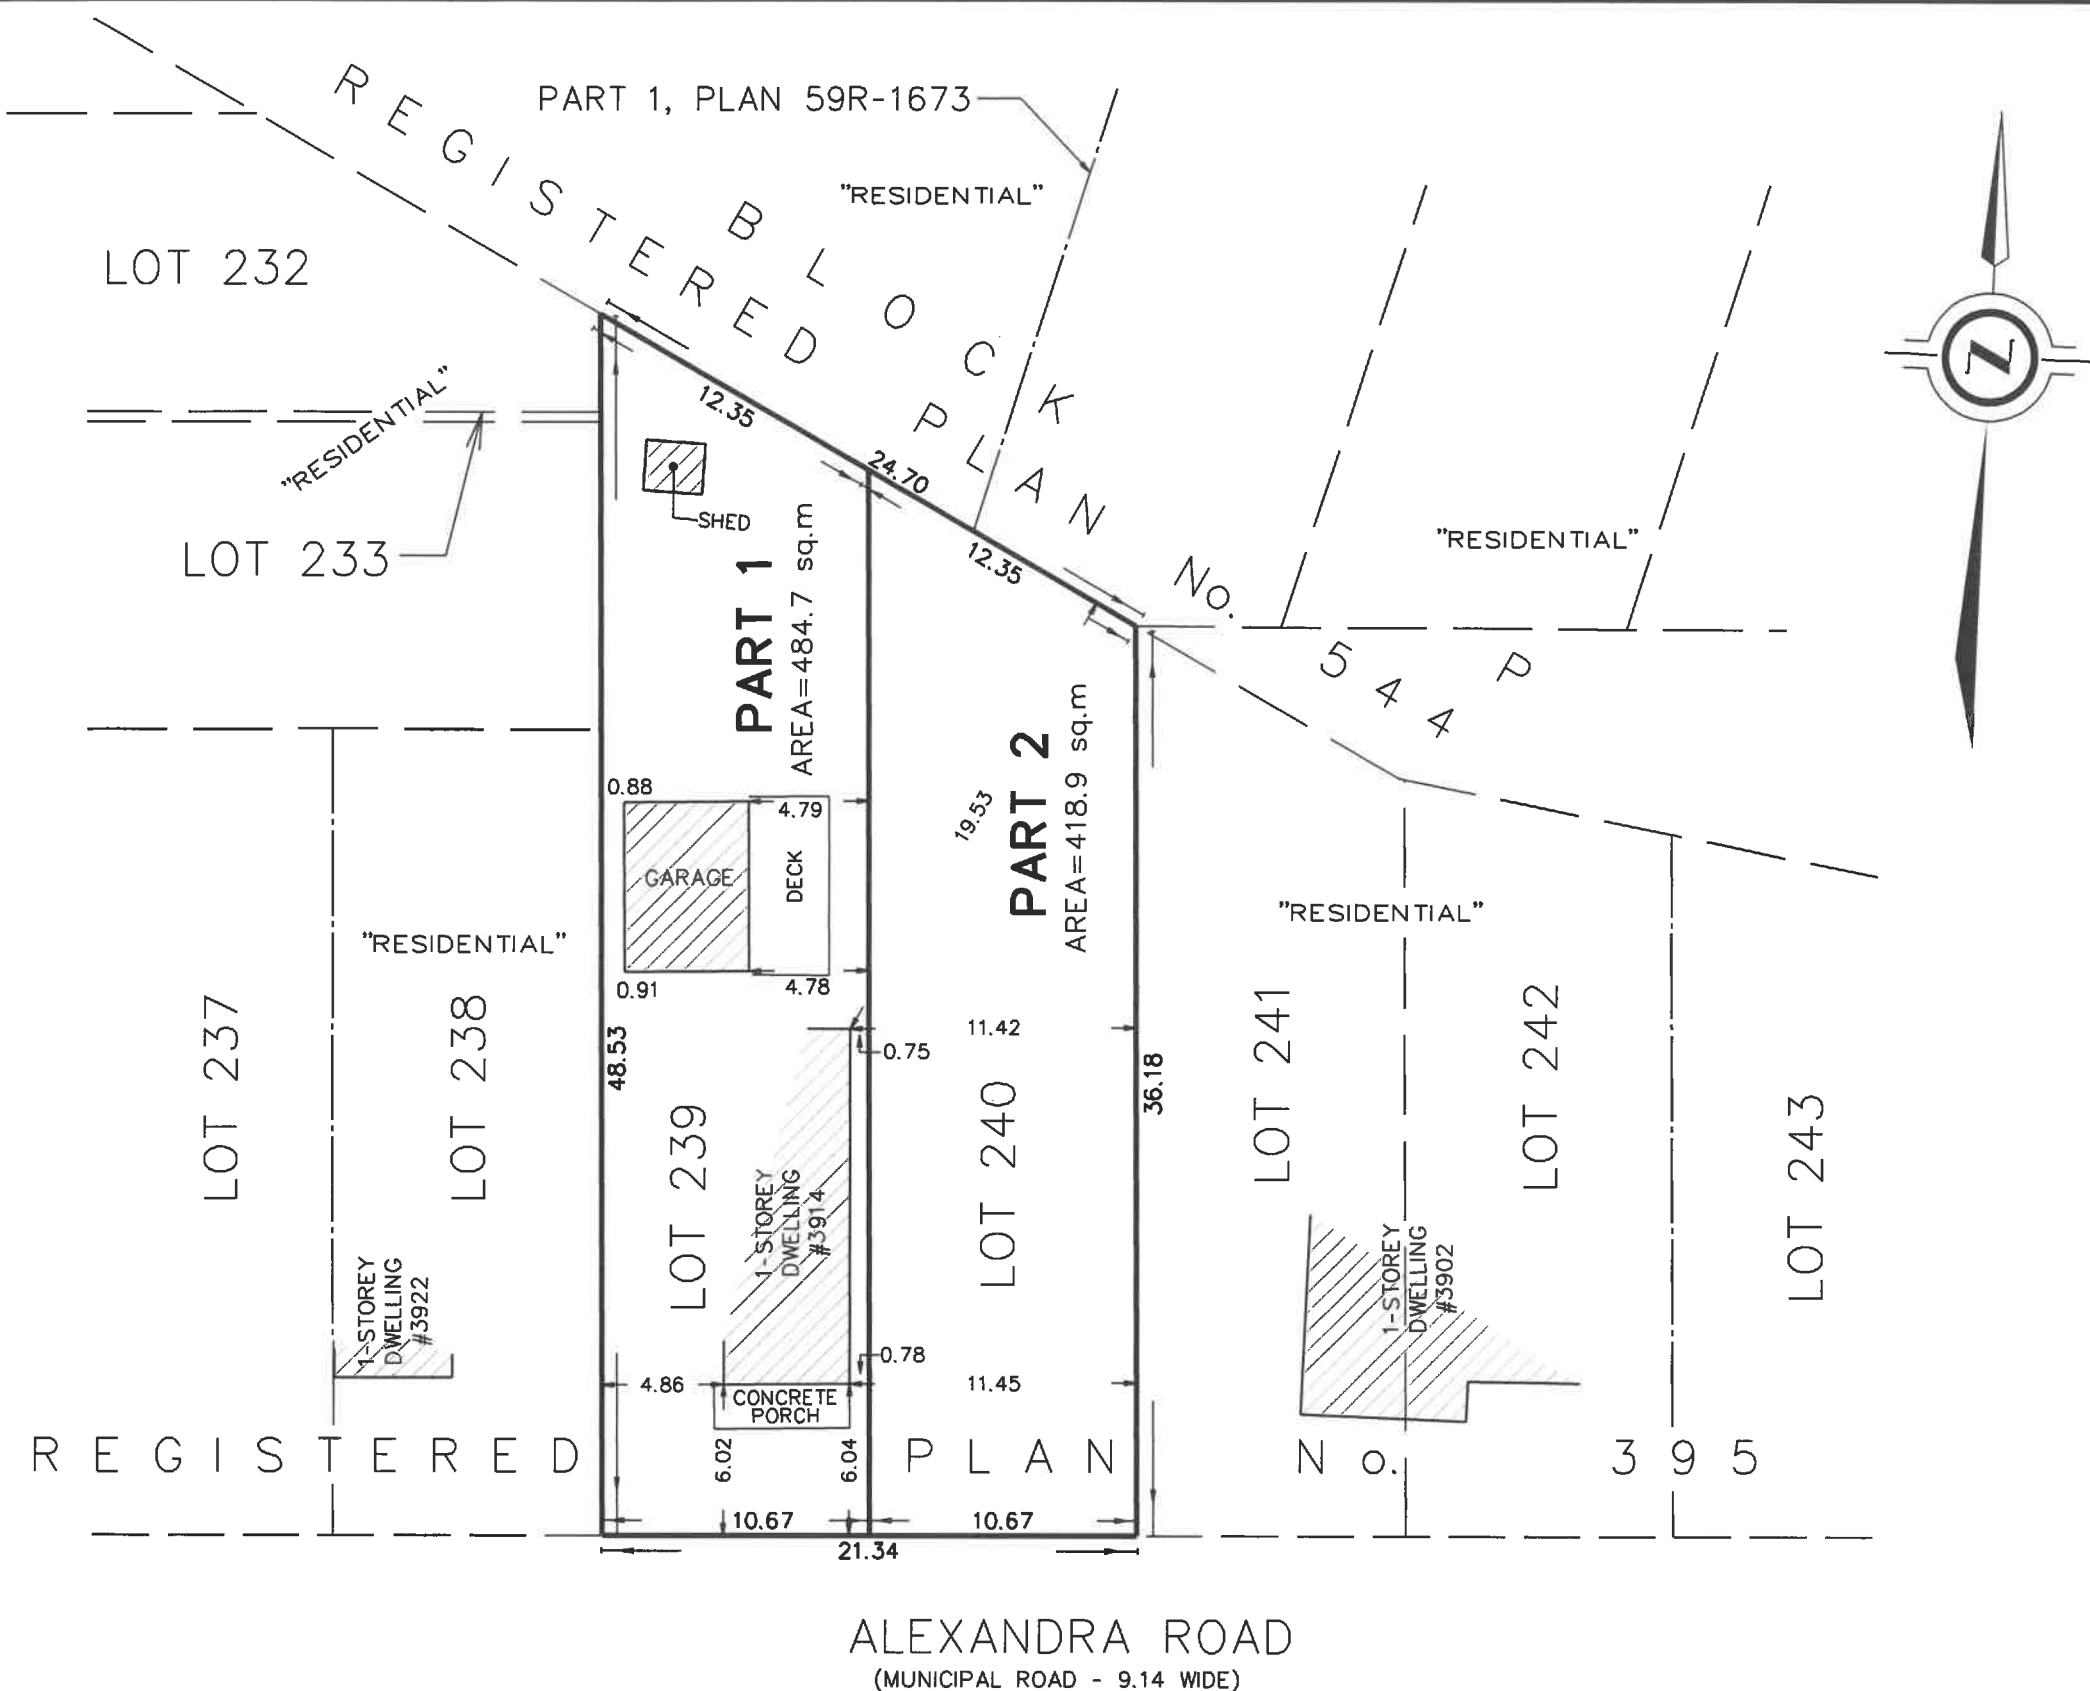 PART 1, PLAN 59R-1673
REGISTERED PLAN No. 544
BLOCK P
"RESIDENTIAL"
LOT 232
"RESIDENTIAL"
LOT 233
12.35
24.70
12.35
SHED
PART 1
AREA=484.7 sq.m
"RESIDENTIAL"
N
PART 2
AREA=418.9 sq.m
19.53
0.88
4.79
GARAGE
DECK
0.91
4.78
"RESIDENTIAL"
"RESIDENTIAL"
LOT 237
LOT 238
48.53
LOT 239
11.42
0.75
LOT 240
36.18
LOT 241
LOT 242
LOT 243
1-STOREY
DWELLING
#3922
1-STOREY
DWELLING
#3914
1-STOREY
DWELLING
#3902
0.78
4.86
11.45
CONCRETE
PORCH
6.02
6.04
REGISTERED PLAN No. 395
10.67
10.67
21.34
ALEXANDRA ROAD
(MUNICIPAL ROAD - 9.14 WIDE)